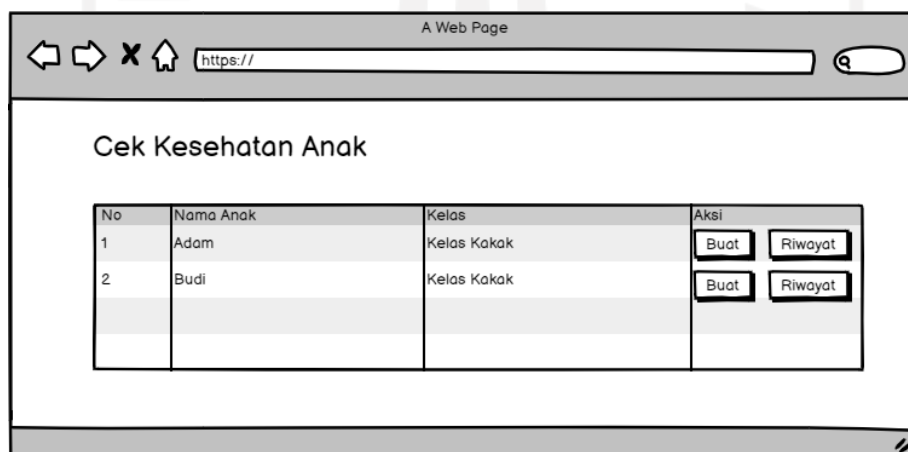 A Web Page
https://
Cek Kesehatan Anak
No Nama Anak Kelas Aksi
1 Adam Kelas Kakak Buat Riwayat
2 Budi Kelas Kakak Buat Riwayat